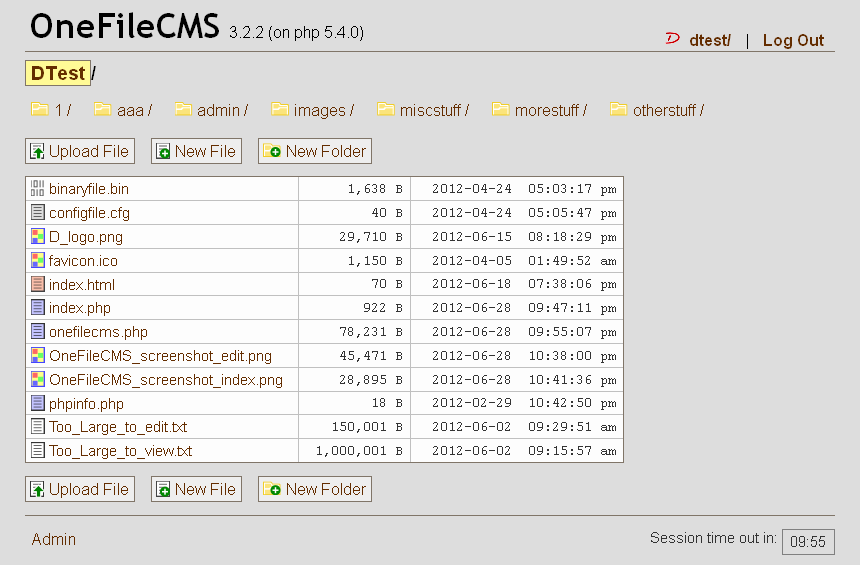 OneFileCMS 3.2.2 (on php 5.4.0)
D dtest/ | Log Out
DTest/
1 / aaa / admin / images / miscstuff / morestuff / otherstuff /
Upload File New File New Folder
binaryfile.bin 1,638 B 2012-04-24 05:03:17 pm
configfile.cfg 40 B 2012-04-24 05:05:47 pm
D_logo.png 29,710 B 2012-06-15 08:18:29 pm
favicon.ico 1,150 B 2012-04-05 01:49:52 am
index.html 70 B 2012-06-18 07:38:06 pm
index.php 922 B 2012-06-28 09:47:11 pm
onefilecms.php 78,231 B 2012-06-28 09:55:07 pm
OneFileCMS_screenshot_edit.png 45,471 B 2012-06-28 10:38:00 pm
OneFileCMS_screenshot_index.png 28,895 B 2012-06-28 10:41:36 pm
phpinfo.php 18 B 2012-02-29 10:42:50 pm
Too_Large_to_edit.txt 150,001 B 2012-06-02 09:29:51 am
Too_Large_to_view.txt 1,000,001 B 2012-06-02 09:15:57 am
Upload File New File New Folder
Admin Session time out in: 09:55